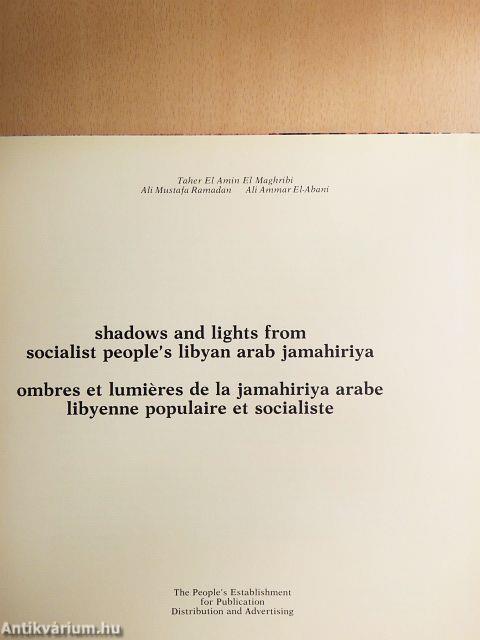 Taher El Amin El Maghribi
Ali Mustafa Ramadan Ali Ammar El-Abani
shadows and lights from
socialist people's libyan arab jamahiriya
ombres et lumières de la jamahiriya arabe
libyenne populaire et socialiste
The People's Establishment
for Publication
Distribution and Advertising
Antikvárium.hu